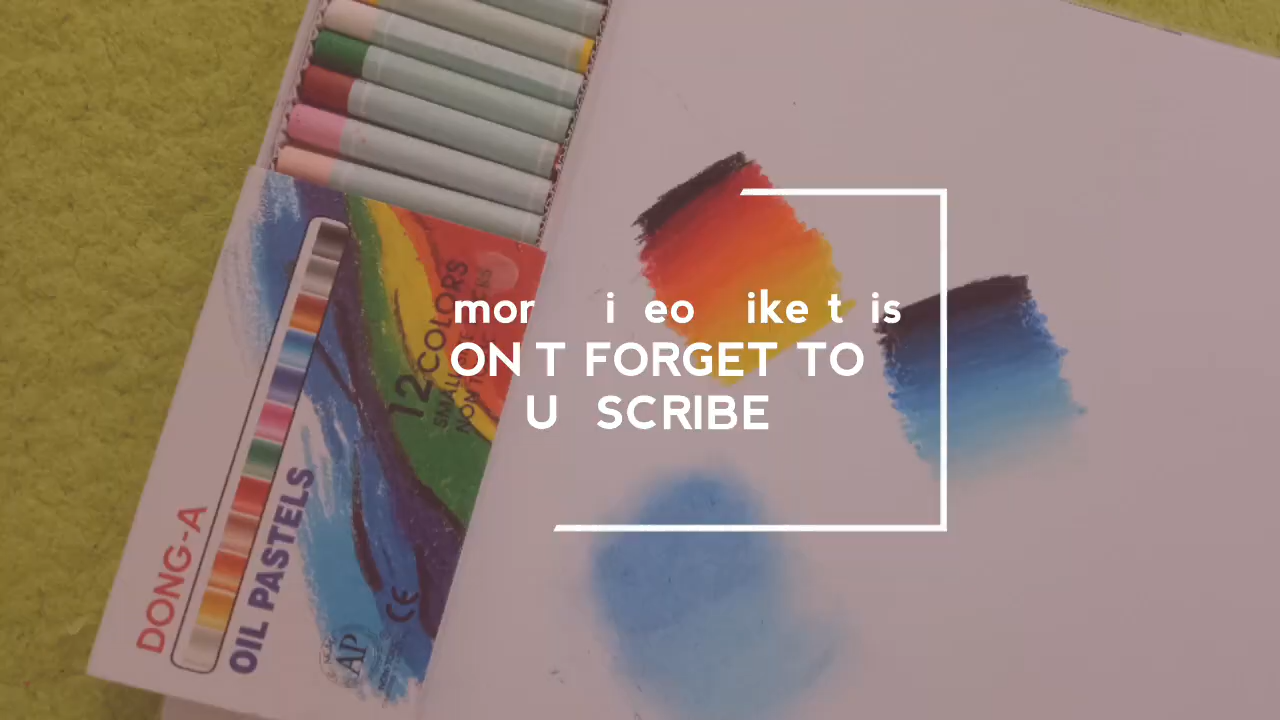 mor i eo ike t is
ON T FORGET TO
U SCRIBE
12 COLORS
DONG-A
OIL PASTELS
AP
CE